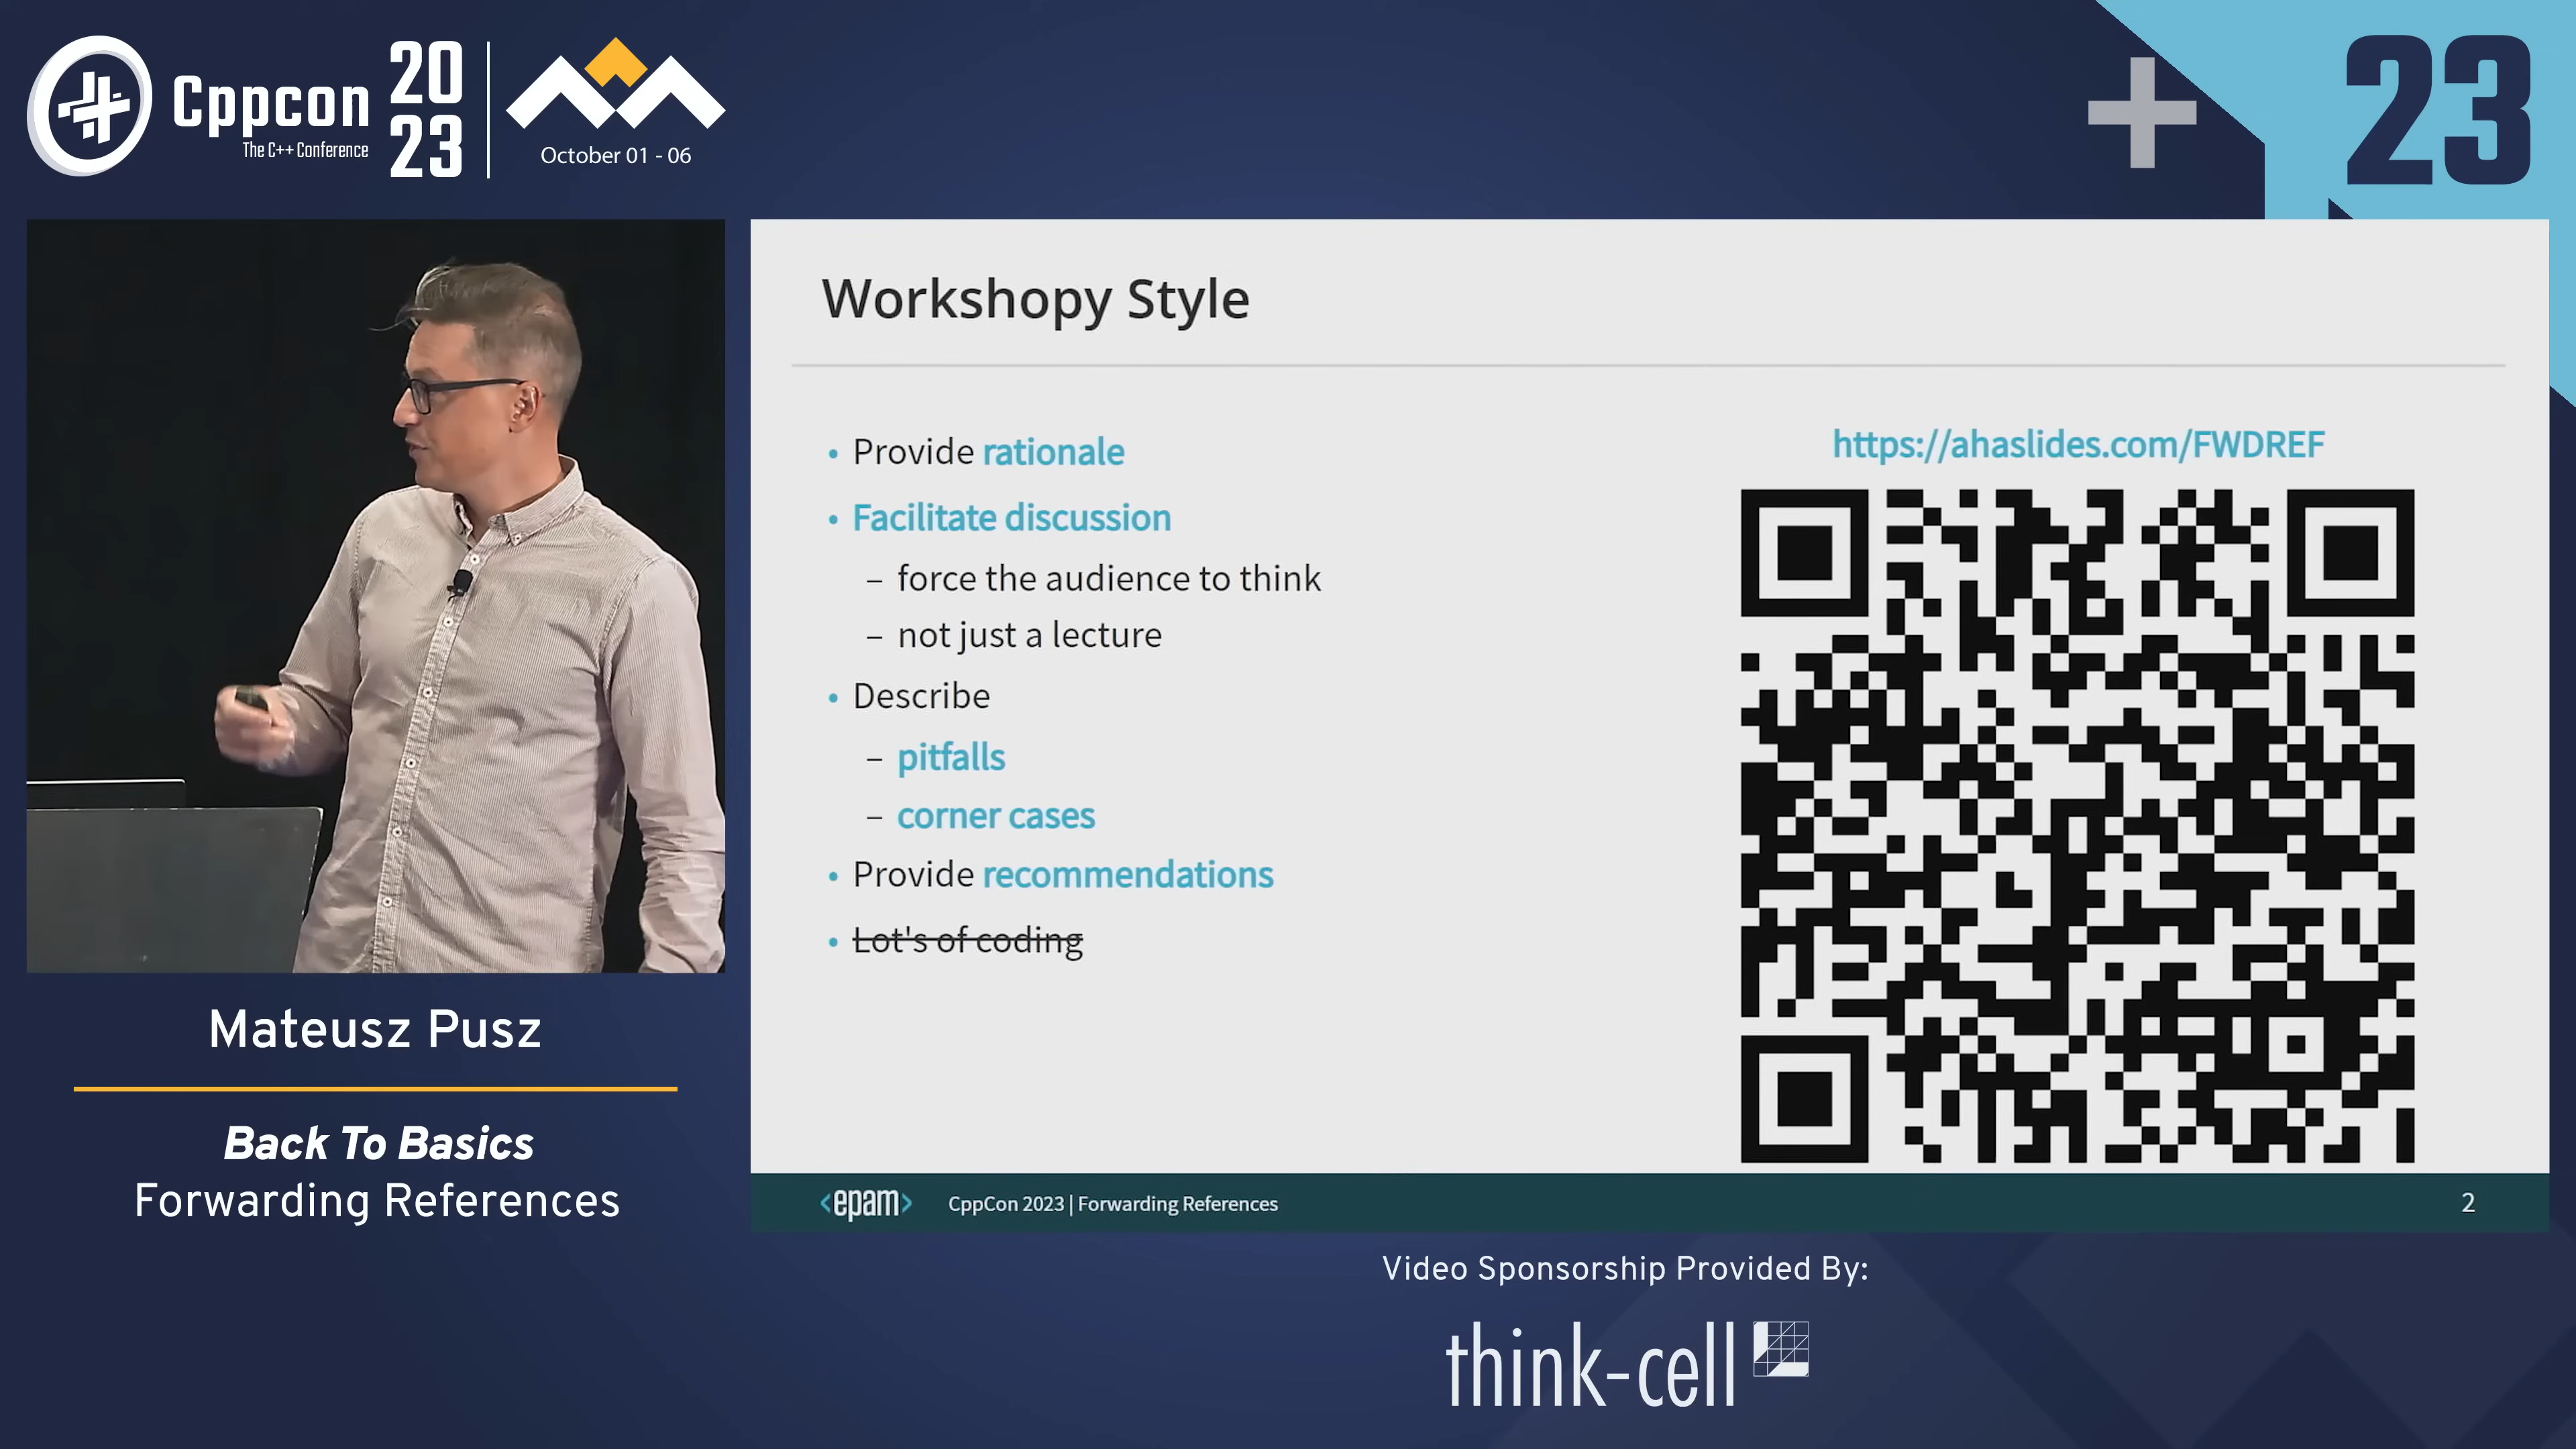 Cppcon
The C++ Conference
20
23
October 01 - 06
23
Workshopy Style
• Provide rationale
• Facilitate discussion
– force the audience to think
– not just a lecture
• Describe
– pitfalls
– corner cases
• Provide recommendations
• Lot's of coding
https://ahaslides.com/FWDREF
<epam>
CppCon 2023 | Forwarding References
2
Mateusz Pusz
Back To Basics
Forwarding References
Video Sponsorship Provided By:
think-cell